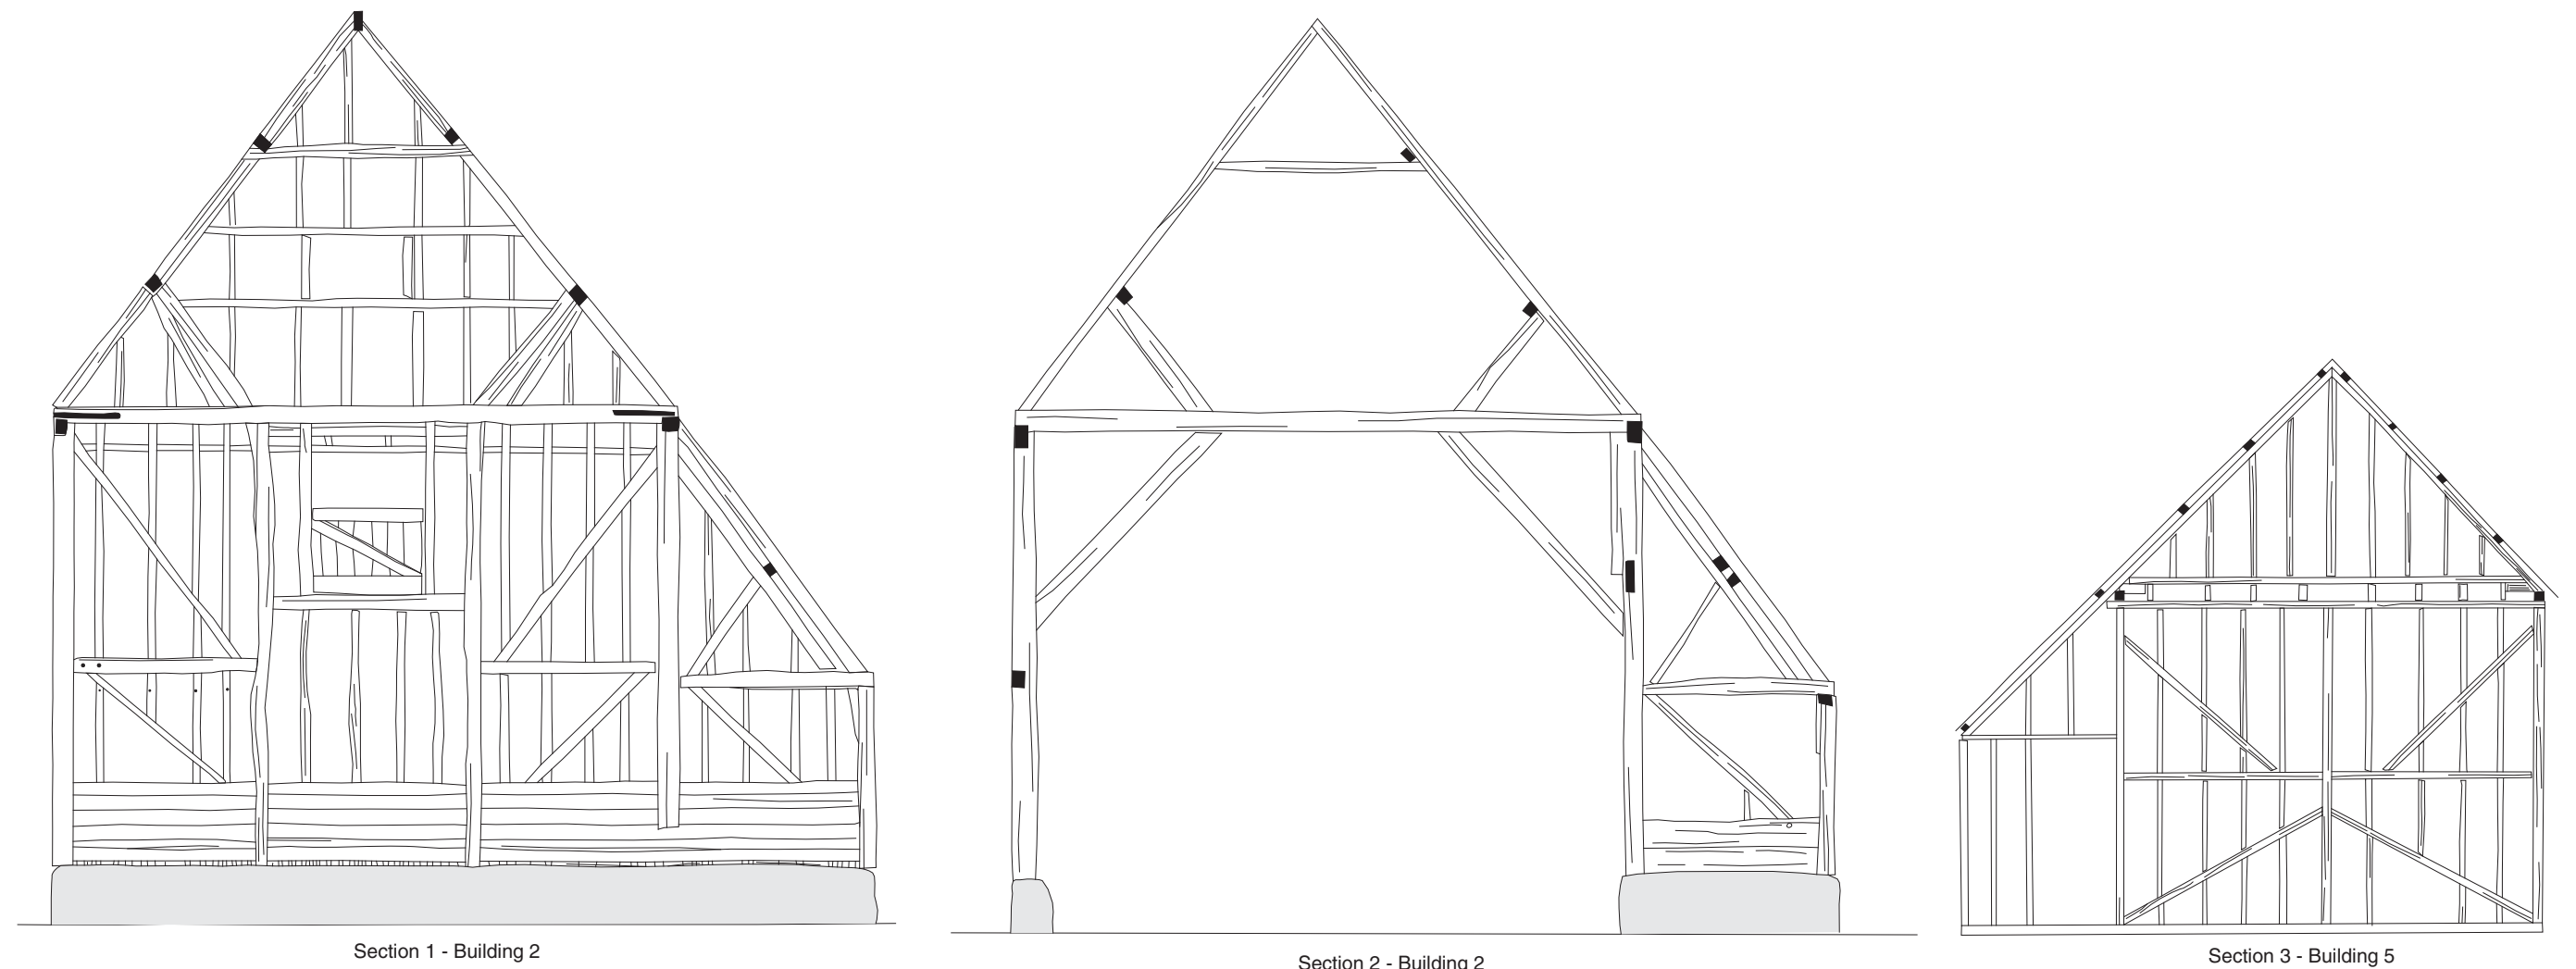 Section 1 - Building 2
Section 2 - Building 2
Section 3 - Building 5